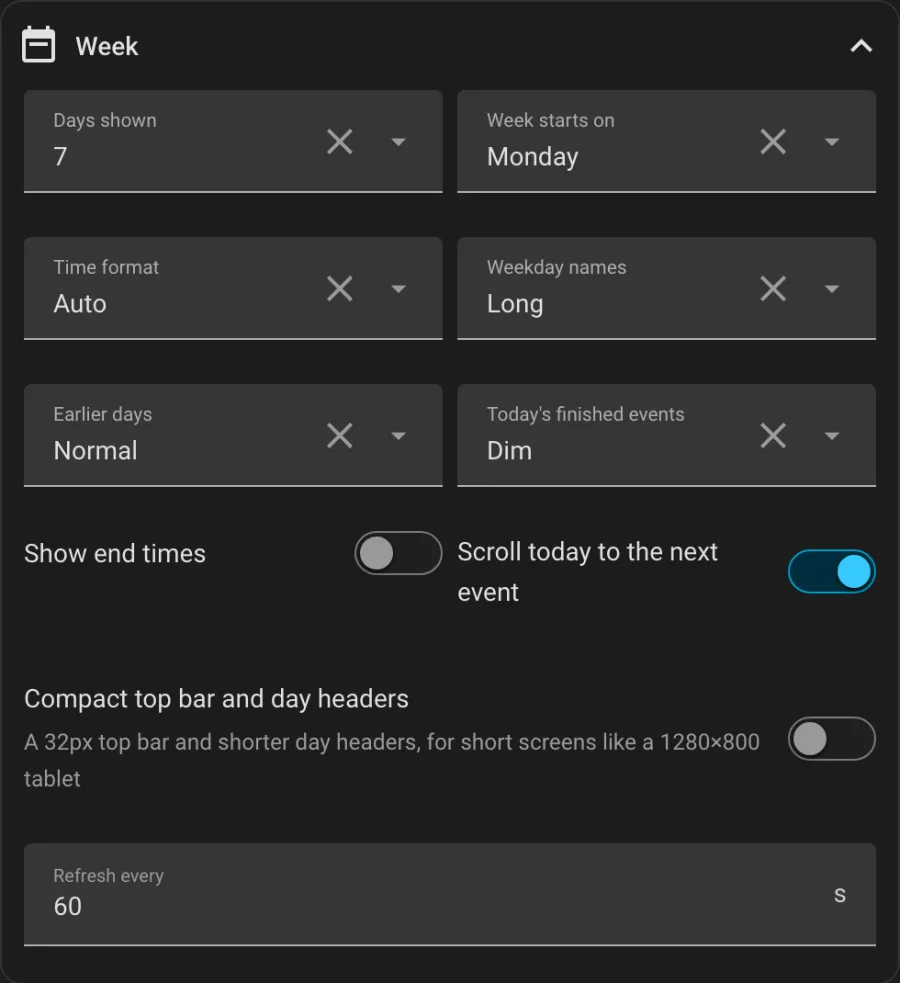 Week
Days shown
7
Week starts on
Monday
Time format
Auto
Weekday names
Long
Earlier days
Normal
Today's finished events
Dim
Show end times
Scroll today to the next
event
Compact top bar and day headers
A 32px top bar and shorter day headers, for short screens like a 1280×800
tablet
Refresh every
60
s